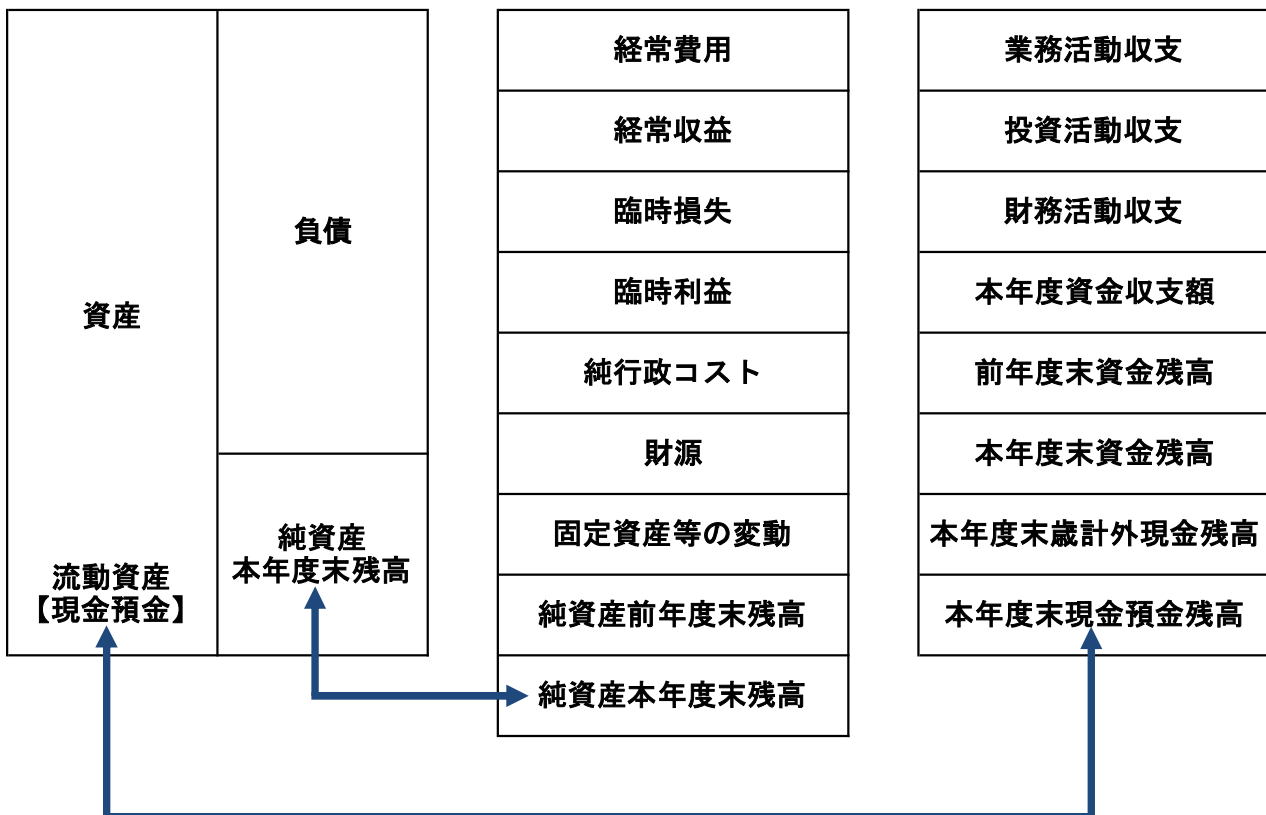 資産
流動資産
【現金預金】
負債
純資産
本年度末残高
経常費用
経常収益
臨時損失
臨時利益
純行政コスト
財源
固定資産等の変動
純資産前年度末残高
純資産本年度末残高
業務活動収支
投資活動収支
財務活動収支
本年度資金収支額
前年度末資金残高
本年度末資金残高
本年度末歳計外現金残高
本年度末現金預金残高